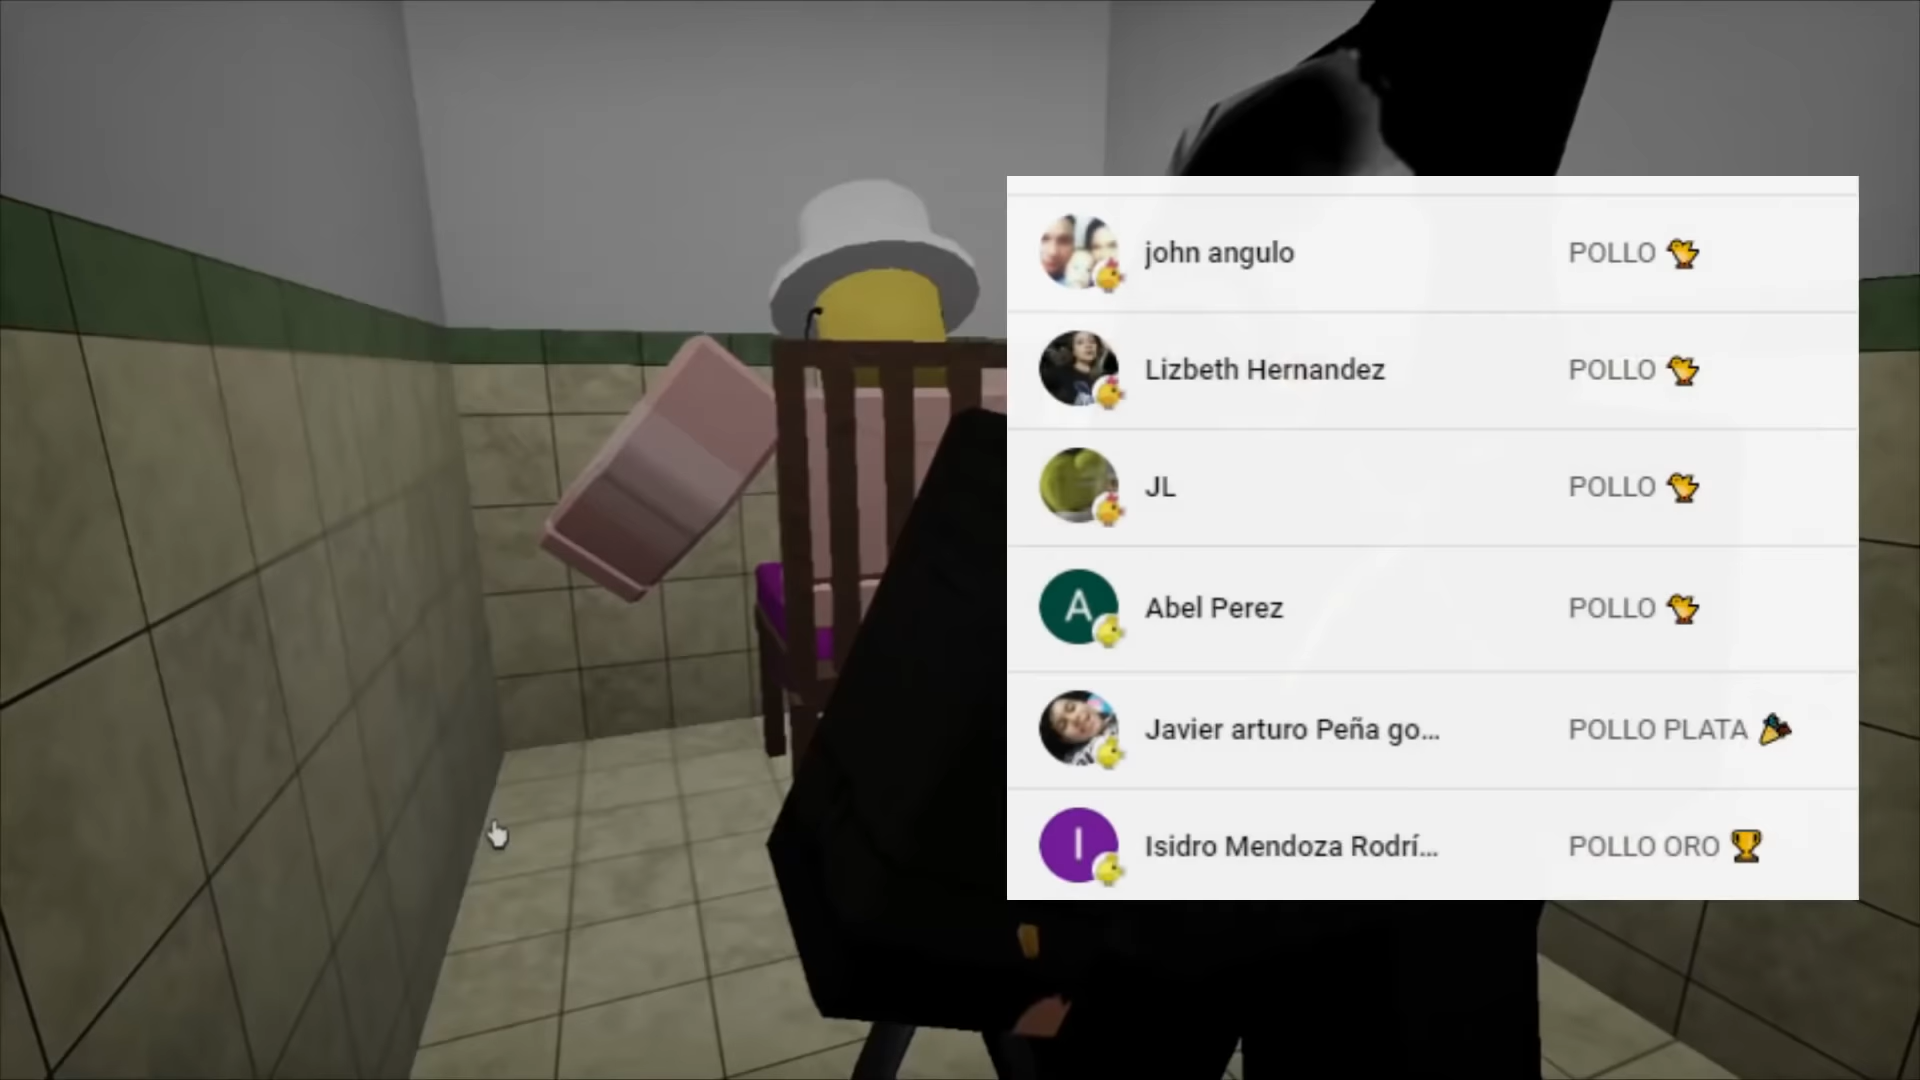 john angulo POLLO 🐤
Lizbeth Hernandez POLLO 🐤
JL POLLO 🐤
A Abel Perez POLLO 🐤
Javier arturo Peña go... POLLO PLATA 🎉
I Isidro Mendoza Rodrí... POLLO ORO 🏆